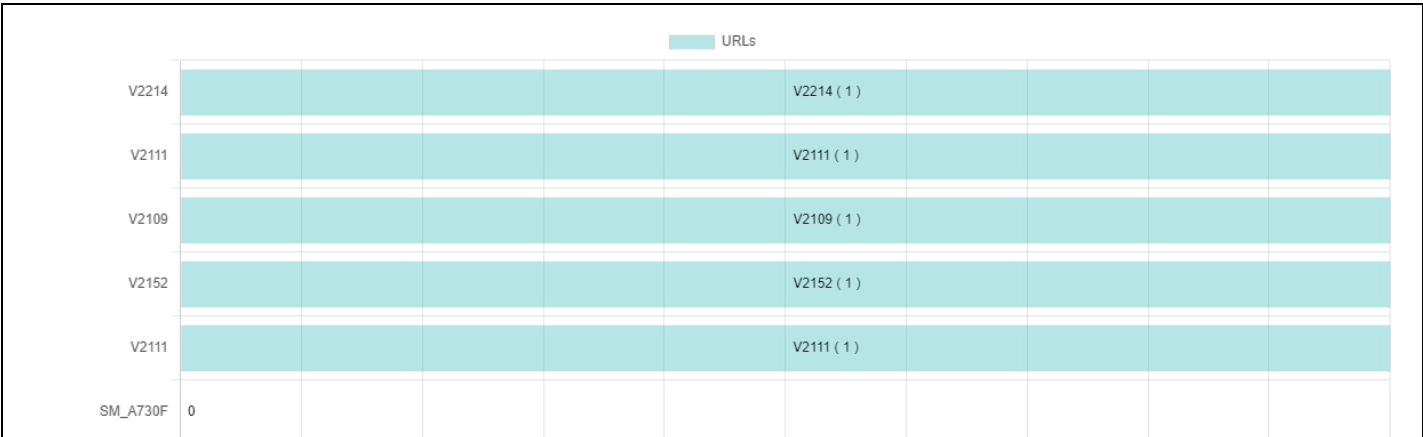 URLs
V2214 V2214 ( 1 )
V2111 V2111 ( 1 )
V2109 V2109 ( 1 )
V2152 V2152 ( 1 )
V2111 V2111 ( 1 )
SM_A730F 0